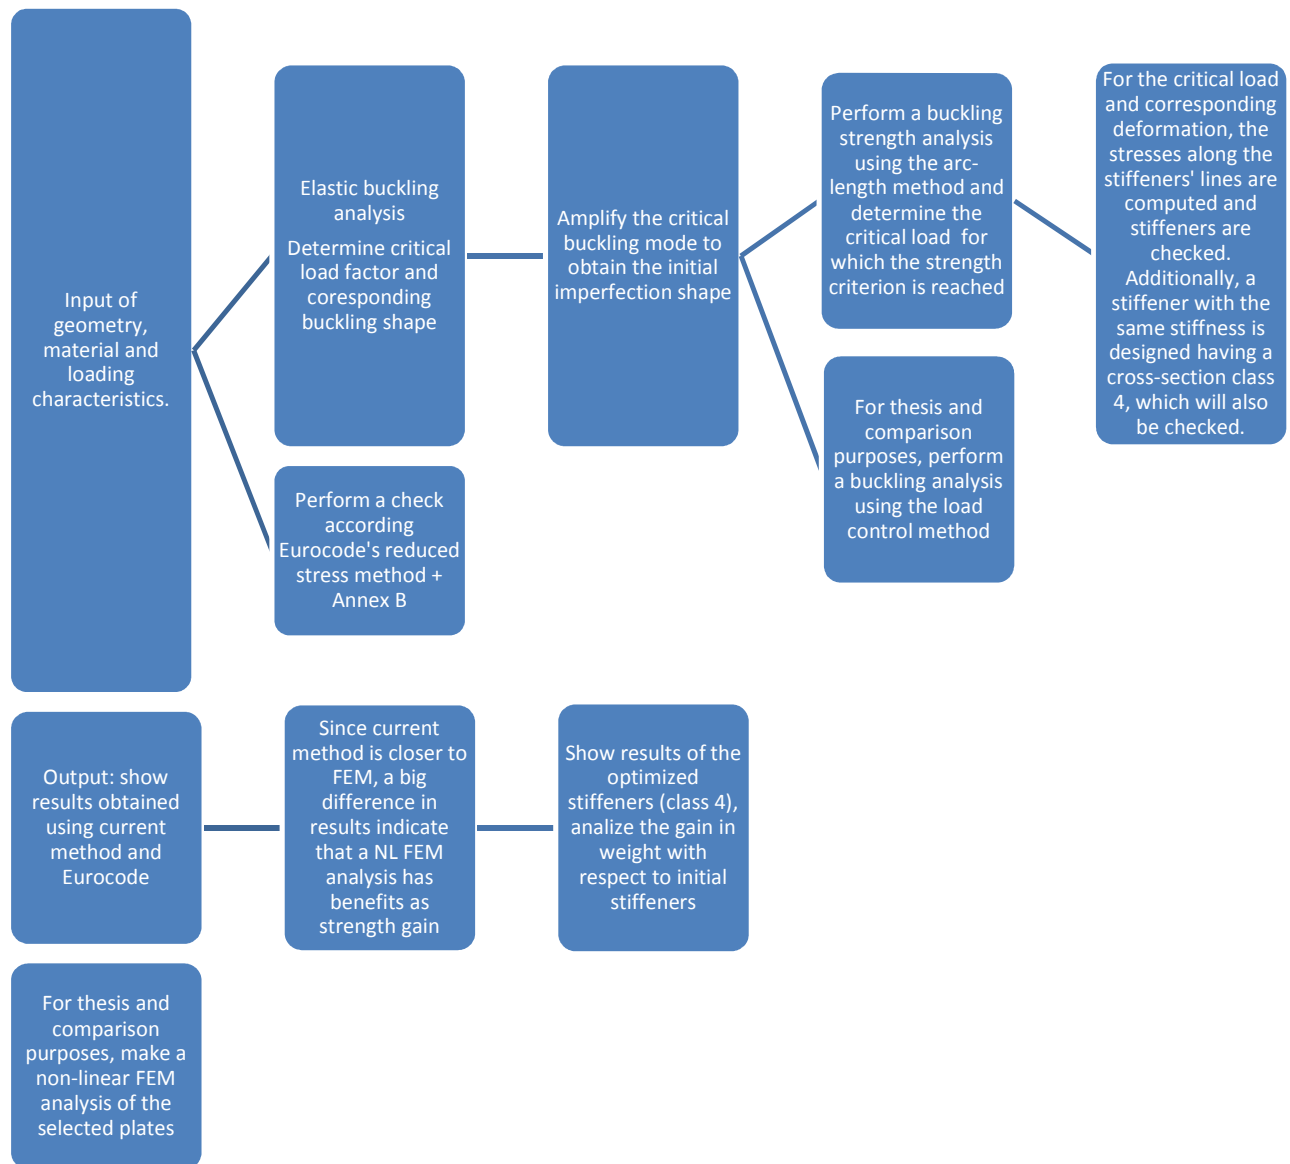 Input of
geometry,
material and
loading
characteristics.
Elastic buckling
analysis
Determine critical
load factor and
coresponding
buckling shape
Perform a check
according
Eurocode's reduced
stress method +
Annex B
Amplify the critical
buckling mode to
obtain the initial
imperfection shape
Perform a buckling
strength analysis
using the arc-
length method and
determine the
critical load for
which the strength
criterion is reached
For thesis and
comparison
purposes, perform
a buckling analysis
using the load
control method
For the critical load
and corresponding
deformation, the
stresses along the
stiffeners' lines are
computed and
stiffeners are
checked.
Additionally, a
stiffener with the
same stiffness is
designed having a
cross-section class
4, which will also
be checked.
Output: show
results obtained
using current
method and
Eurocode
Since current
method is closer to
FEM, a big
difference in
results indicate
that a NL FEM
analysis has
benefits as
strength gain
Show results of the
optimized
stiffeners (class 4),
analize the gain in
weight with
respect to initial
stiffeners
For thesis and
comparison
purposes, make a
non-linear FEM
analysis of the
selected plates